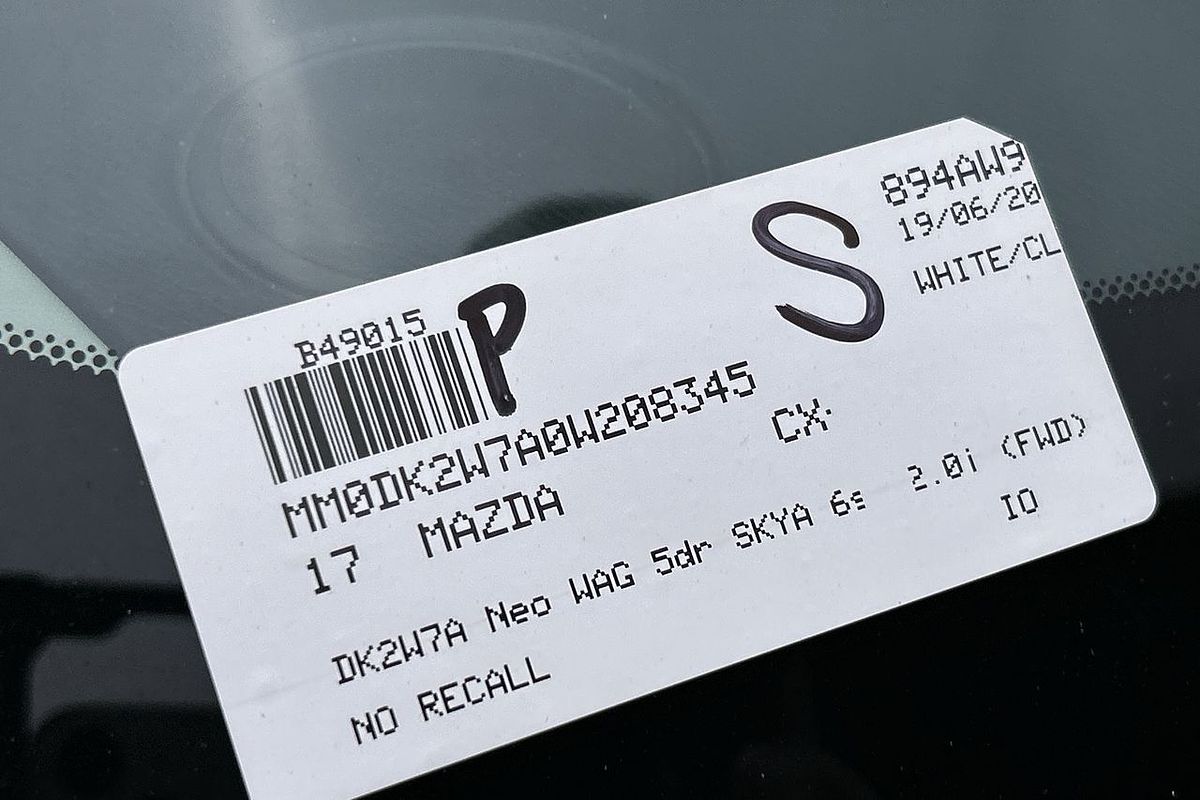 894AW9
19/06/20
WHITE/CL
S
B49015
P
MM0DK2W7A0W208345
17 MAZDA CX-
DK2W7A Neo WAG 5dr SKYA 6s 2.0i (FWD)
IO
NO RECALL